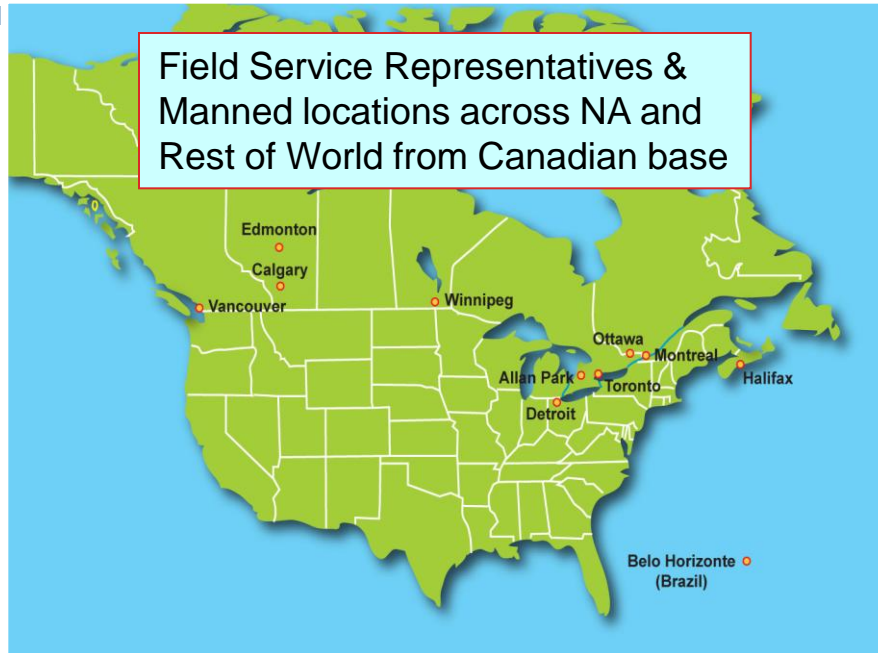 Field Service Representatives &
Manned locations across NA and
Rest of World from Canadian base
Edmonton
Calgary
Vancouver
Winnipeg
Ottawa
Montreal
Allan Park
Toronto
Halifax
Detroit
Belo Horizonte
(Brazil)